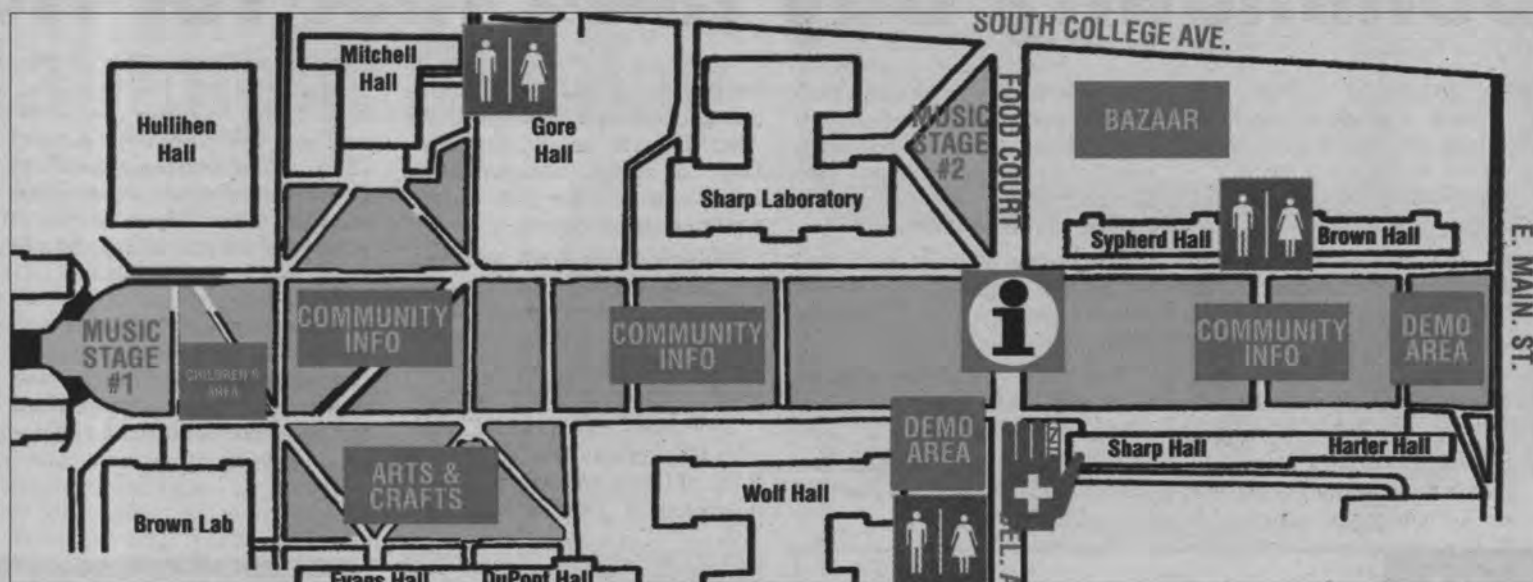 SOUTH COLLEGE AVE.
Mitchell
Hall
Hullihen
Hall
Gore
Hall
Sharp Laboratory
MUSIC
STAGE
#2
FOOD COURT
BAZAAR
Sypherd Hall
Brown Hall
E. MAIN. ST.
MUSIC
STAGE
#1
CHILDREN'S
AREA
COMMUNITY
INFO
COMMUNITY
INFO
i
COMMUNITY
INFO
DEMO
AREA
ARTS &
CRAFTS
DEMO
AREA
Sharp Hall
Harter Hall
Brown Lab
Wolf Hall
Evans Hall
DuPont Hall